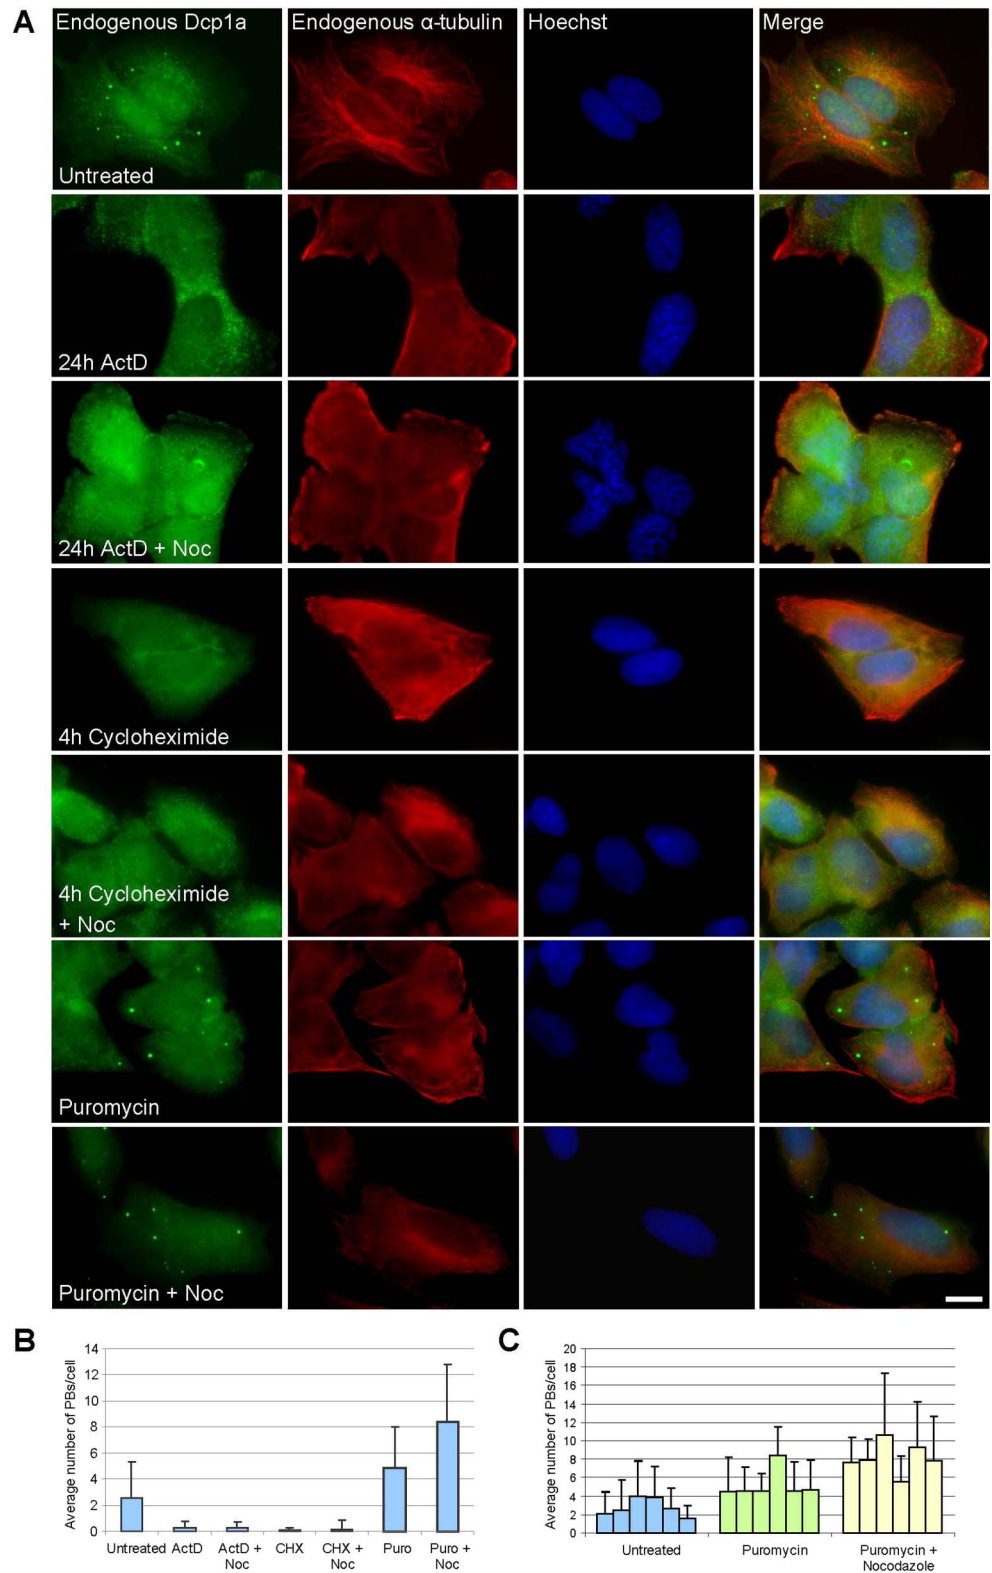 A
Endogenous Dcp1a
Endogenous α-tubulin
Hoechst
Merge
Untreated
24h ActD
24h ActD + Noc
4h Cycloheximide
4h Cycloheximide
+ Noc
Puromycin
Puromycin + Noc
B
Average number of PBs/cell
14
12
10
8
6
4
2
0
Untreated
ActD
ActD +
Noc
CHX
CHX +
Noc
Puro
Puro +
Noc
C
Average number of PBs/cell
20
18
16
14
12
10
8
6
4
2
0
Untreated
Puromycin
Puromycin +
Nocodazole